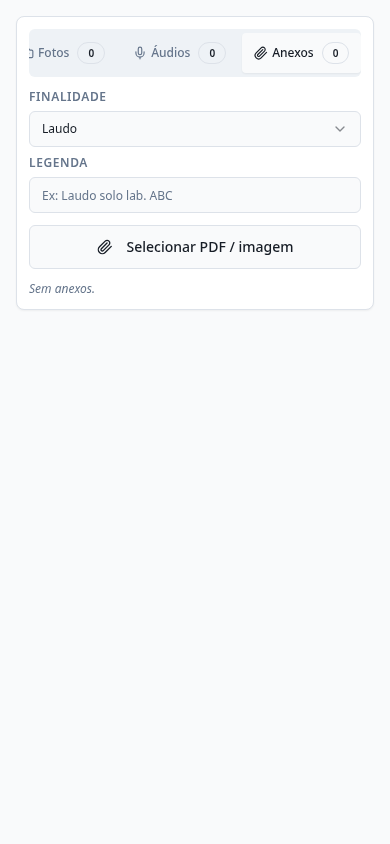 Fotos 0 Áudios 0 Anexos 0
FINALIDADE
Laudo
LEGENDA
Ex: Laudo solo lab. ABC
Selecionar PDF / imagem
Sem anexos.